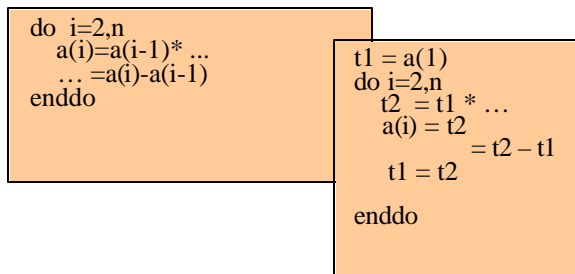 do i=2,n
a(i)=a(i-1)* ...
… =a(i)-a(i-1)
enddo
t1 = a(1)
do i=2,n
t2 = t1 * …
a(i) = t2
= t2 – t1
t1 = t2
enddo